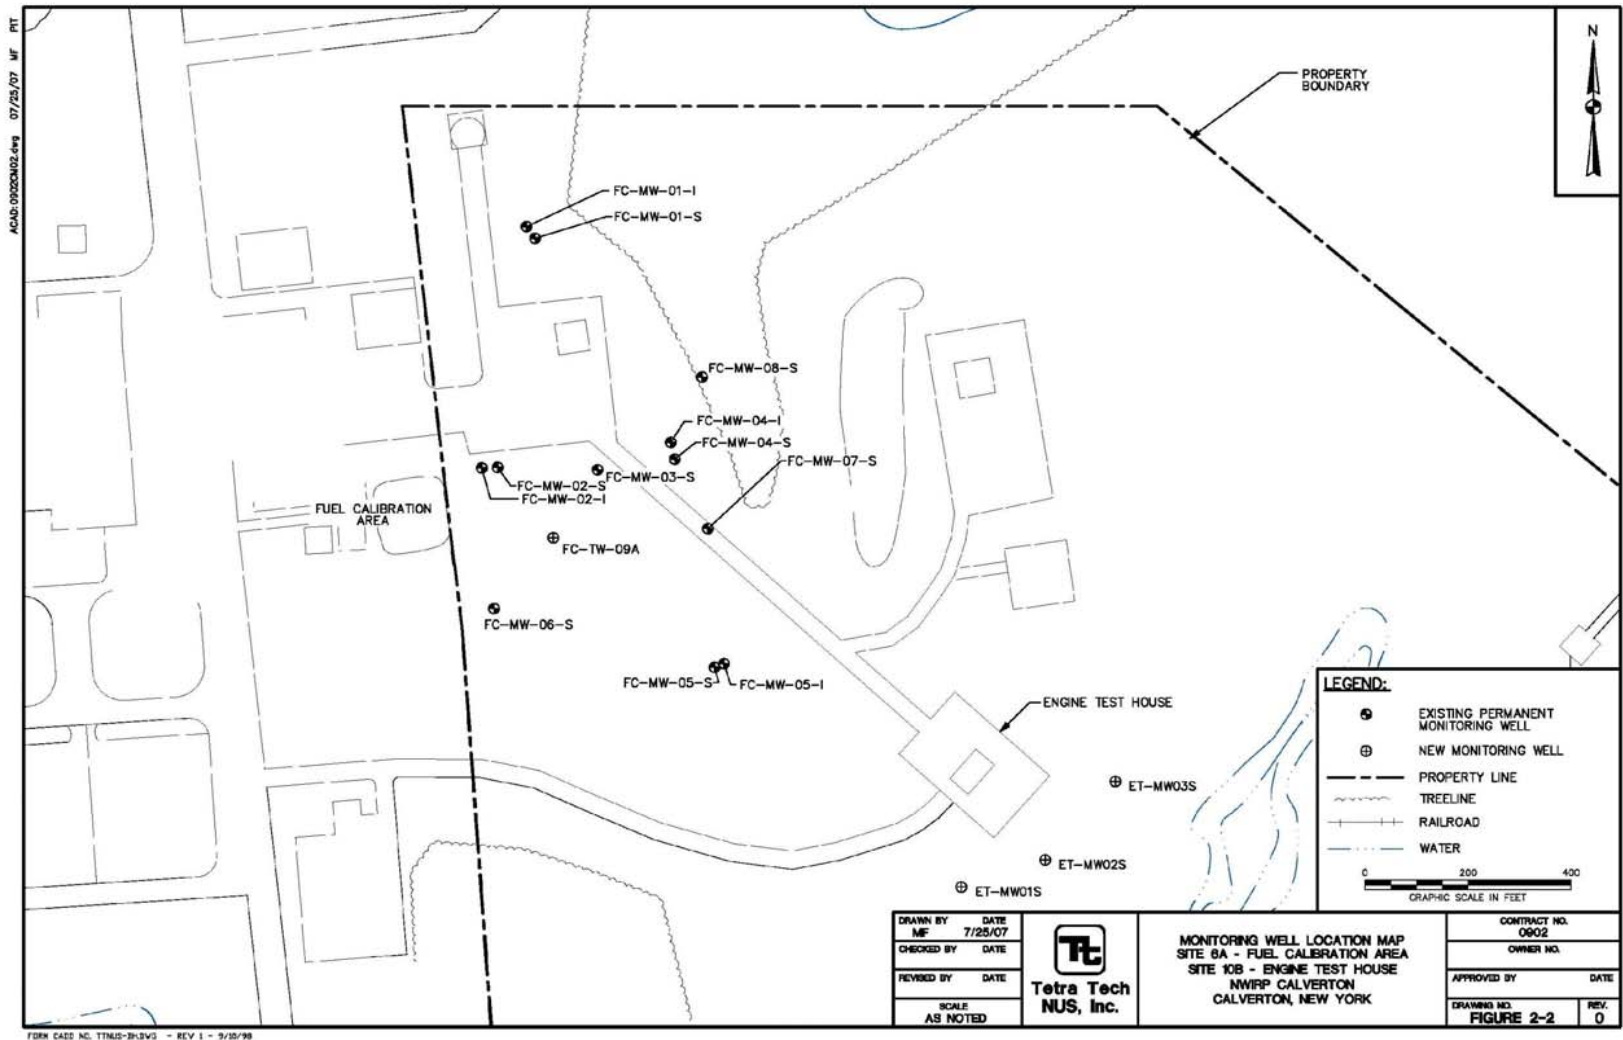 ACAD:0902CM02.dwg 07/25/07 MF PIT
N
PROPERTY
BOUNDARY
FC-MW-01-I
FC-MW-01-S
FC-MW-08-S
FC-MW-04-I
FC-MW-04-S
FC-MW-07-S
FC-MW-03-S
FC-MW-02-S
FC-MW-02-I
FUEL CALIBRATION
AREA
FC-TW-09A
FC-MW-06-S
FC-MW-05-S
FC-MW-05-I
ENGINE TEST HOUSE
ET-MW03S
ET-MW02S
ET-MW01S
LEGEND:
EXISTING PERMANENT
MONITORING WELL
NEW MONITORING WELL
PROPERTY LINE
TREELINE
RAILROAD
WATER
0 200 400
GRAPHIC SCALE IN FEET
DRAWN BY DATE
MF 7/25/07
CHECKED BY DATE
REVISED BY DATE
SCALE
AS NOTED
Tt
Tetra Tech
NUS, Inc.
MONITORING WELL LOCATION MAP
SITE 6A - FUEL CALIBRATION AREA
SITE 10B - ENGINE TEST HOUSE
NWIRP CALVERTON
CALVERTON, NEW YORK
CONTRACT NO.
0902
OWNER NO.
APPROVED BY DATE
DRAWING NO.
FIGURE 2-2
REV.
0
FORM CADD NO. TTNUS-BH.DWG - REV 1 - 9/10/98